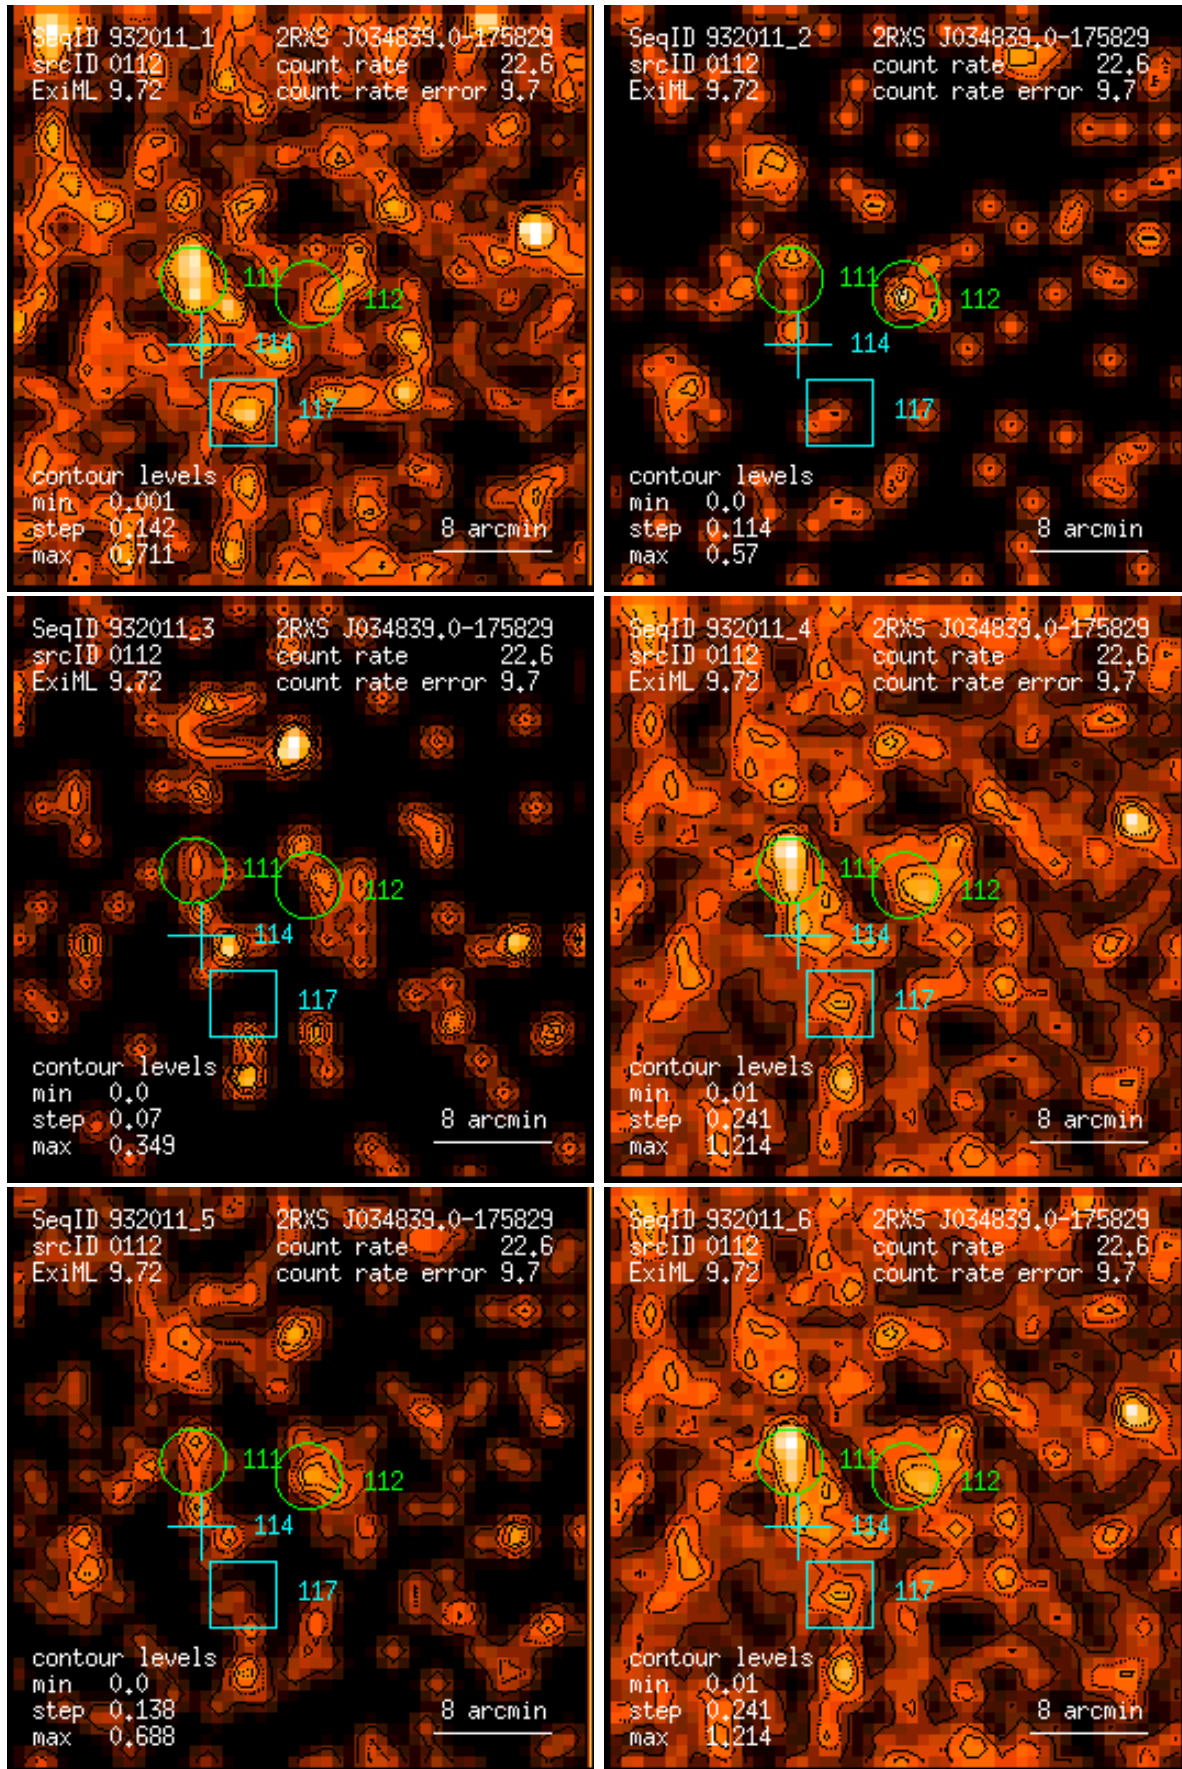 SeqID 932011_1 2RXS J034839.0-175829
srcID 0112 count rate 22.6
ExiML 9.72 count rate error 9.7
111
112
114
117
contour levels
min 0.001
step 0.142 8 arcmin
max 0.711
SeqID 932011_2 2RXS J034839.0-175829
srcID 0112 count rate 22.6
ExiML 9.72 count rate error 9.7
111
112
114
117
contour levels
min 0.0
step 0.114 8 arcmin
max 0.57
SeqID 932011_3 2RXS J034839.0-175829
srcID 0112 count rate 22.6
ExiML 9.72 count rate error 9.7
111
112
114
117
contour levels
min 0.0
step 0.07 8 arcmin
max 0.349
SeqID 932011_4 2RXS J034839.0-175829
srcID 0112 count rate 22.6
ExiML 9.72 count rate error 9.7
111
112
114
117
contour levels
min 0.01
step 0.241 8 arcmin
max 1.214
SeqID 932011_5 2RXS J034839.0-175829
srcID 0112 count rate 22.6
ExiML 9.72 count rate error 9.7
111
112
114
117
contour levels
min 0.0
step 0.138 8 arcmin
max 0.688
SeqID 932011_6 2RXS J034839.0-175829
srcID 0112 count rate 22.6
ExiML 9.72 count rate error 9.7
111
112
114
117
contour levels
min 0.01
step 0.241 8 arcmin
max 1.214